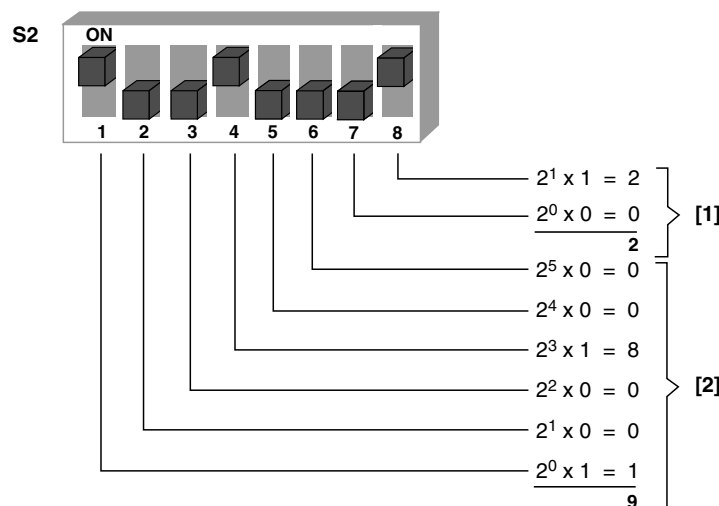 S2 ON
1 2 3 4 5 6 7 8
2¹ x 1 = 2
2⁰ x 0 = 0
[1]
2
2⁵ x 0 = 0
2⁴ x 0 = 0
2³ x 1 = 8
2² x 0 = 0
[2]
2¹ x 0 = 0
2⁰ x 1 = 1
9